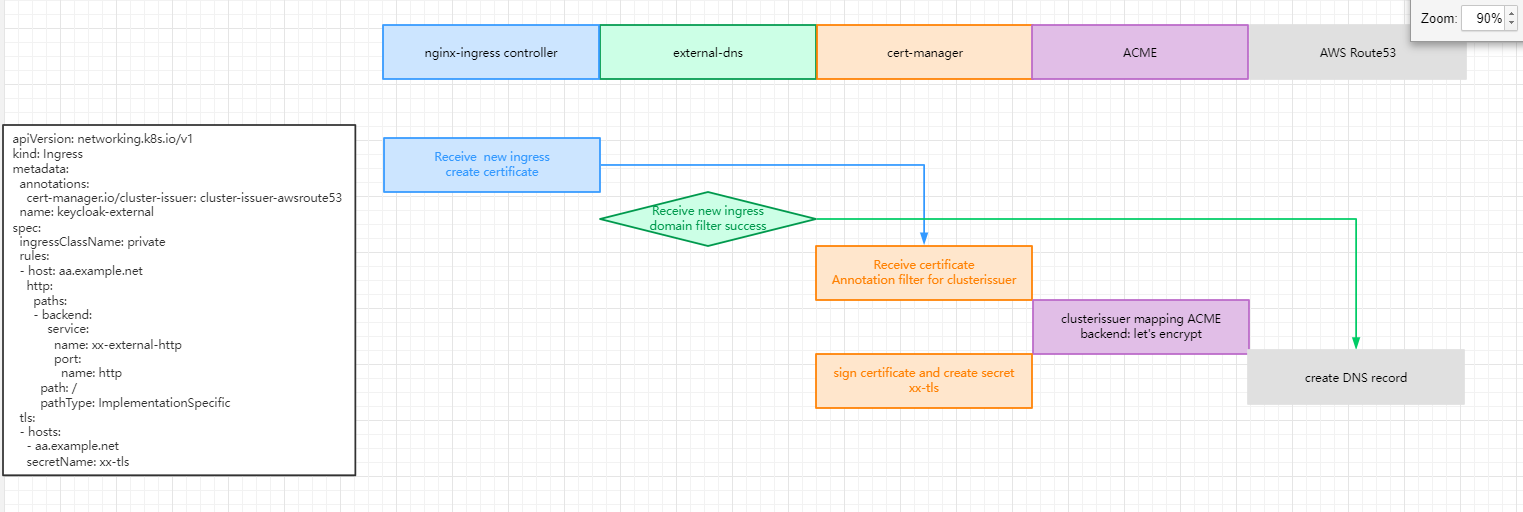 Zoom: 90%
nginx-ingress controller
external-dns
cert-manager
ACME
AWS Route53
apiVersion: networking.k8s.io/v1
kind: Ingress
metadata:
annotations:
cert-manager.io/cluster-issuer: cluster-issuer-awsroute53
name: keycloak-external
spec:
ingressClassName: private
rules:
- host: aa.example.net
http:
paths:
- backend:
service:
name: xx-external-http
port:
name: http
path: /
pathType: ImplementationSpecific
tls:
- hosts:
- aa.example.net
secretName: xx-tls
Receive new ingress
create certificate
Receive new ingress
domain filter success
Receive certificate
Annotation filter for clusterissuer
clusterissuer mapping ACME
backend: let's encrypt
sign certificate and create secret
xx-tls
create DNS record